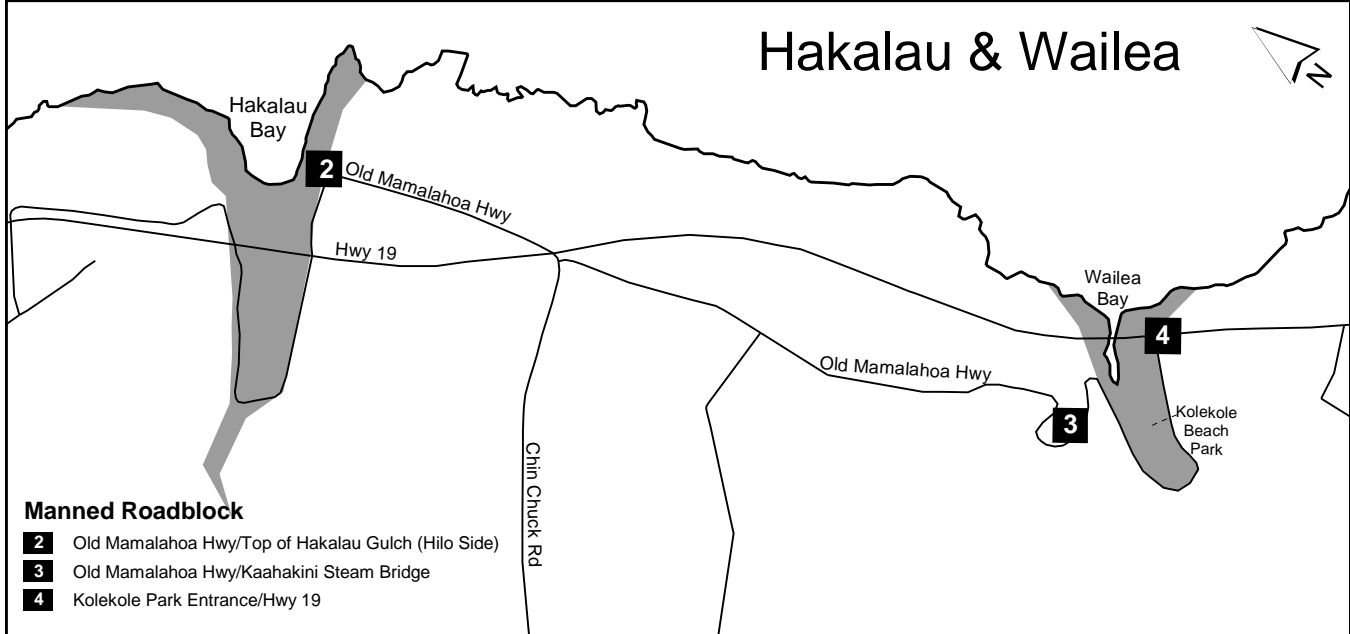 Hakalau & Wailea
N
Hakalau
Bay
2
Old Mamalahoa Hwy
Hwy 19
Wailea
Bay
4
Old Mamalahoa Hwy
3
Kolekole
Beach
Park
Chin Chuck Rd
Manned Roadblock
2 Old Mamalahoa Hwy/Top of Hakalau Gulch (Hilo Side)
3 Old Mamalahoa Hwy/Kaahakini Steam Bridge
4 Kolekole Park Entrance/Hwy 19